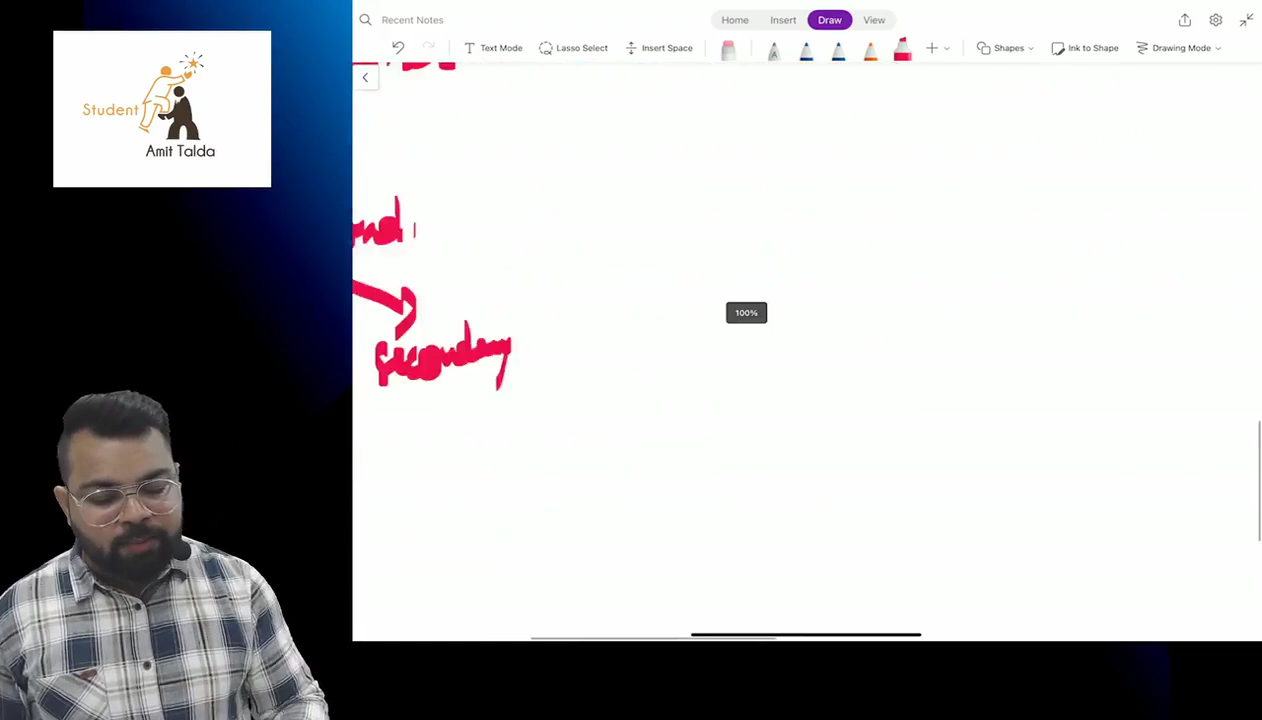 Recent Notes
Home Insert Draw View
Text Mode Lasso Select Insert Space Shapes Ink to Shape Drawing Mode
Student
Amit Talda
100%
secondary